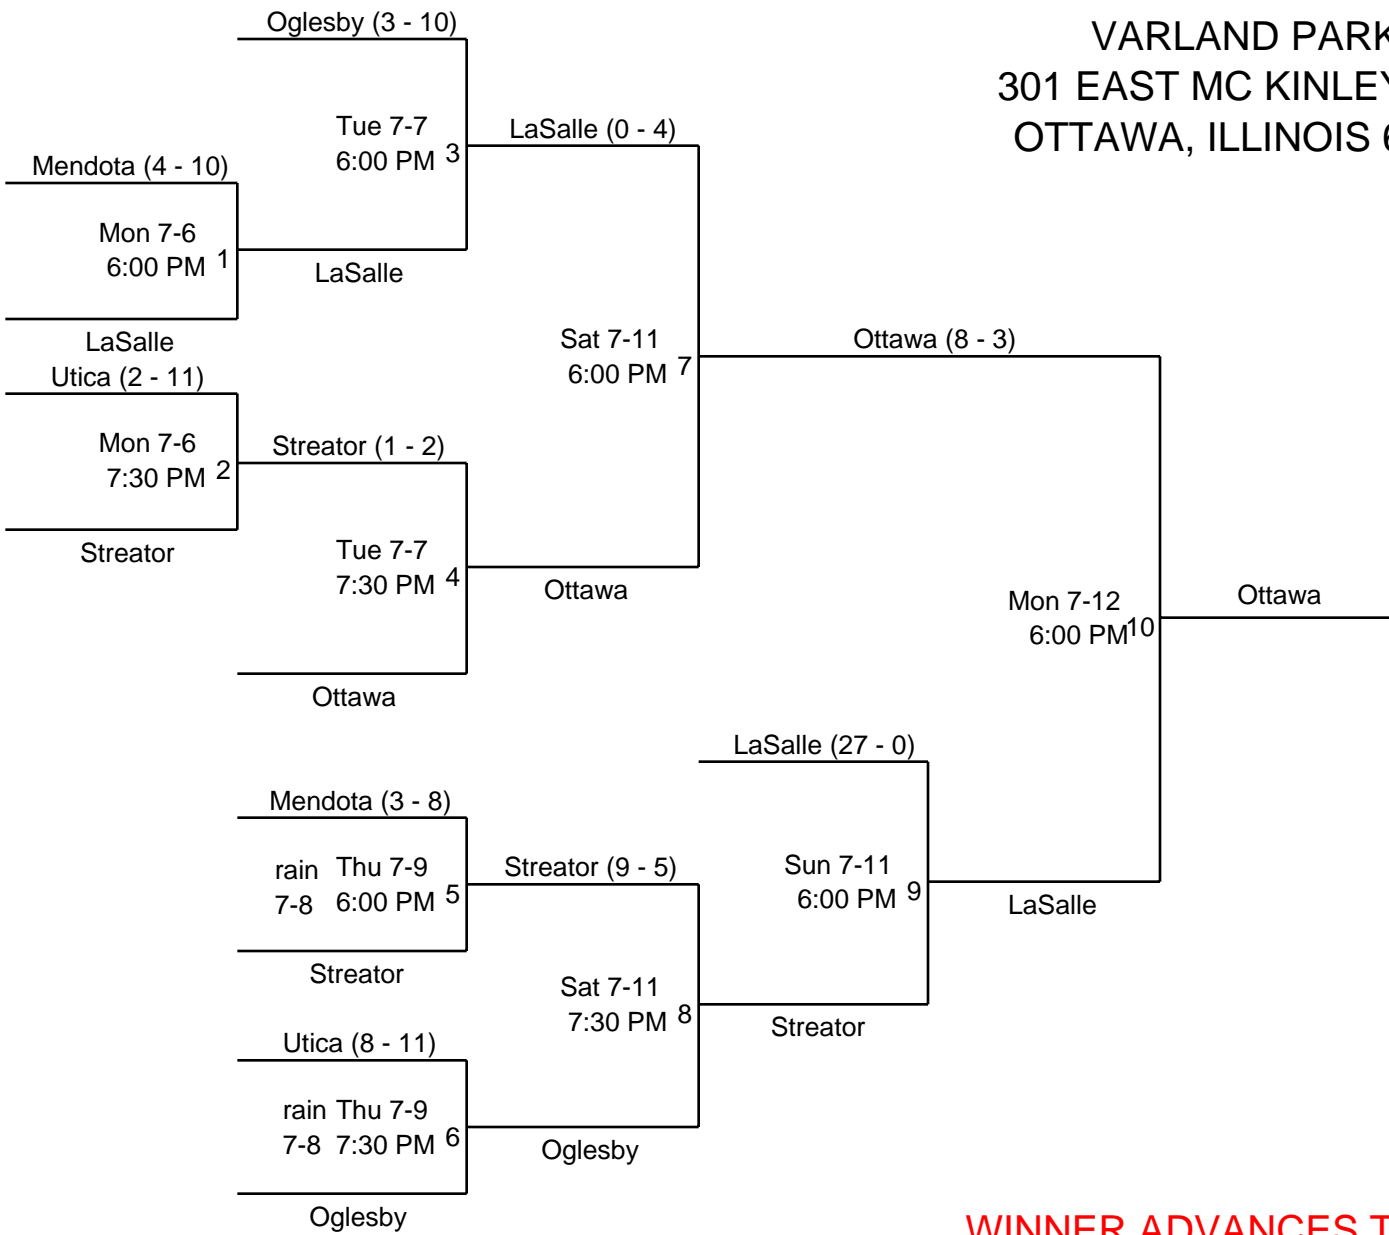 Oglesby (3 - 10)
VARLAND PARK
301 EAST MC KINLEY
OTTAWA, ILLINOIS
Tue 7-7
6:00 PM 3
LaSalle (0 - 4)
Mendota (4 - 10)
Mon 7-6
6:00 PM 1
LaSalle
LaSalle
Utica (2 - 11)
Sat 7-11
6:00 PM 7
Ottawa (8 - 3)
Mon 7-6
7:30 PM 2
Streator (1 - 2)
Streator
Tue 7-7
7:30 PM 4
Ottawa
Ottawa
Mon 7-12
6:00 PM 10
Ottawa
LaSalle (27 - 0)
Mendota (3 - 8)
rain Thu 7-9
7-8 6:00 PM 5
Streator (9 - 5)
Sun 7-11
6:00 PM 9
LaSalle
Streator
Sat 7-11
7:30 PM 8
Streator
Utica (8 - 11)
rain Thu 7-9
7-8 7:30 PM 6
Oglesby
Oglesby
WINNER ADVANCES T